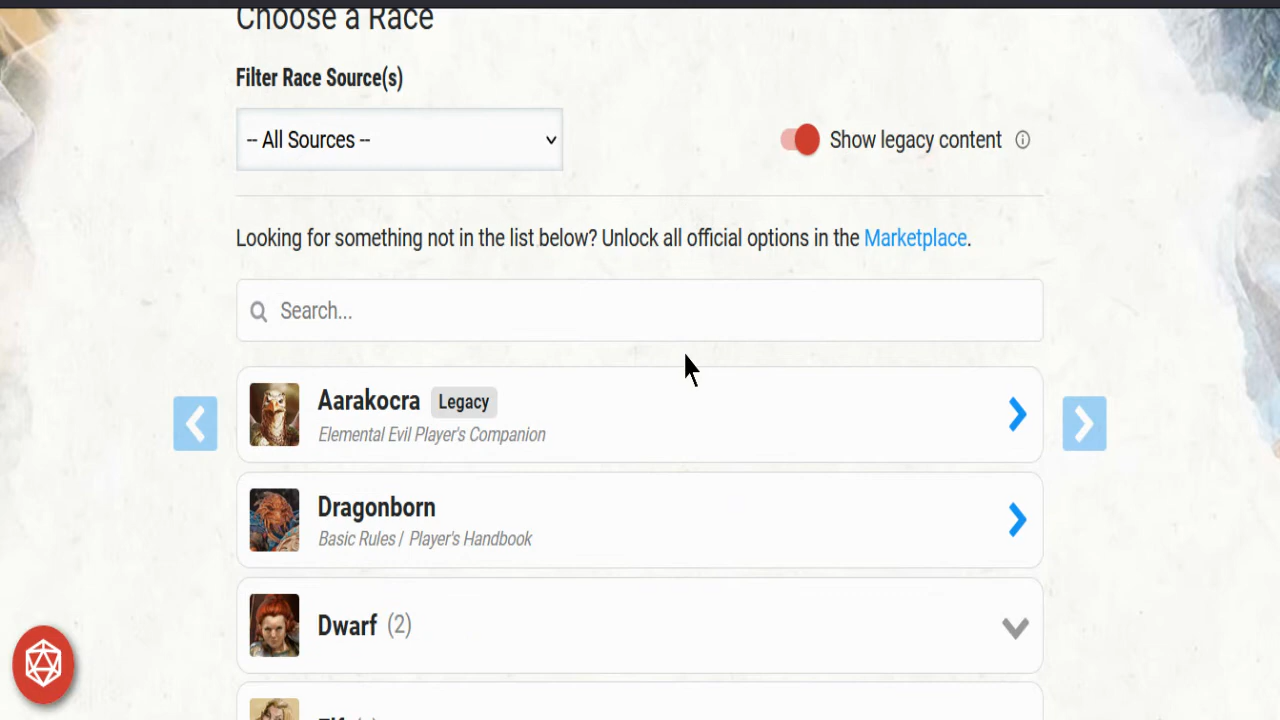 Choose a Race
Filter Race Source(s)
-- All Sources --
Show legacy content
Looking for something not in the list below? Unlock all official options in the Marketplace.
Search...
Aarakocra Legacy
Elemental Evil Player's Companion
Dragonborn
Basic Rules / Player's Handbook
Dwarf (2)